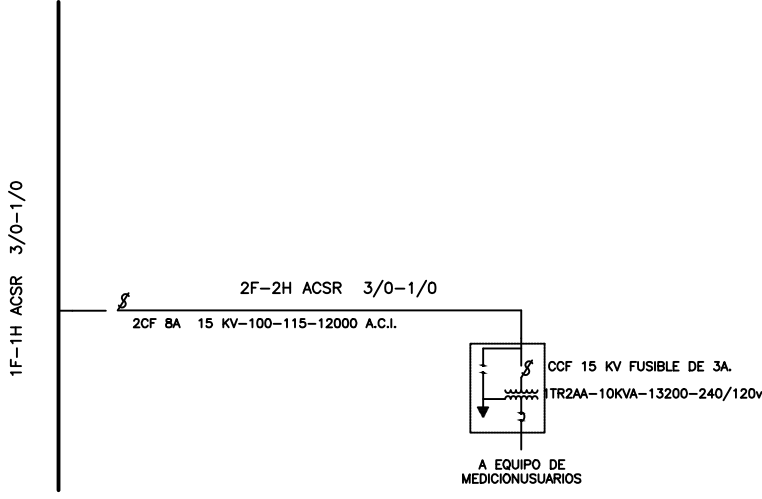 1F-1H ACSR 3/0-1/0
2F-2H ACSR 3/0-1/0
2CF 8A 15 KV-100-115-12000 A.C.I.
CCF 15 KV FUSIBLE DE 3A.
1TR2AA-10KVA-13200-240/120v
A EQUIPO DE
MEDICIONUSUARIOS